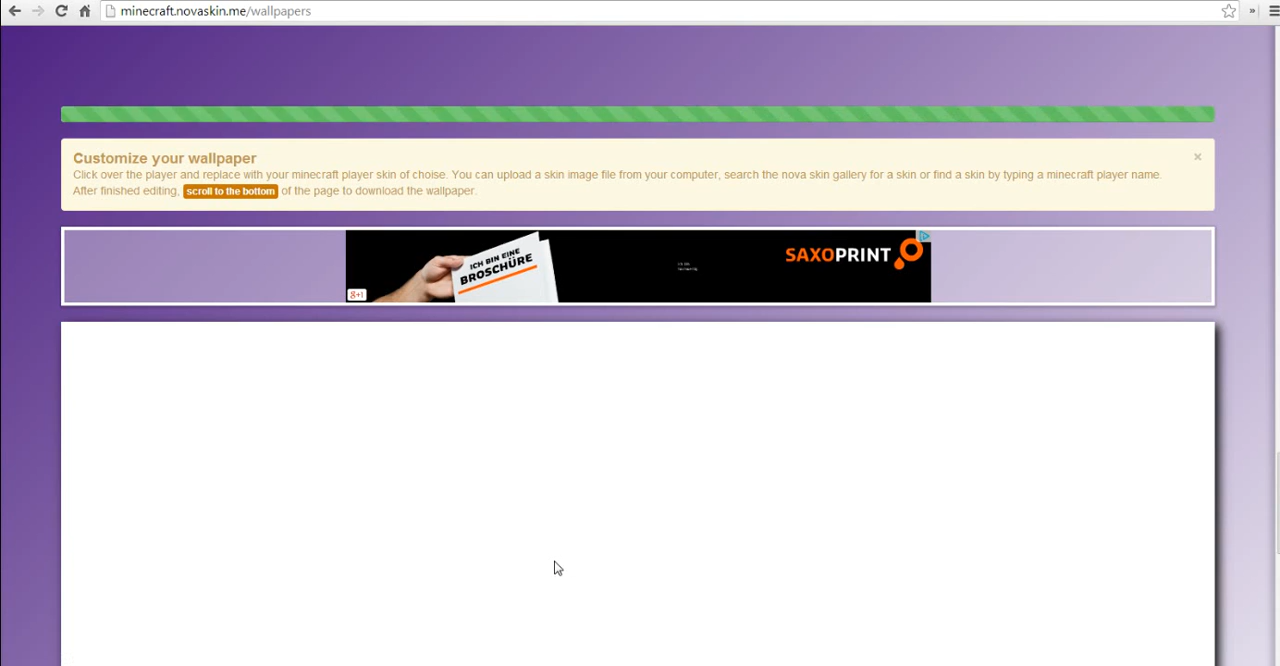 minecraft.novaskin.me/wallpapers
»
Customize your wallpaper
×
Click over the player and replace with your minecraft player skin of choise. You can upload a skin image file from your computer, search the nova skin gallery for a skin or find a skin by typing a minecraft player name.
After finished editing, scroll to the bottom of the page to download the wallpaper.
ICH BIN EINE
BROSCHÜRE
SAXOPRINT
g+1